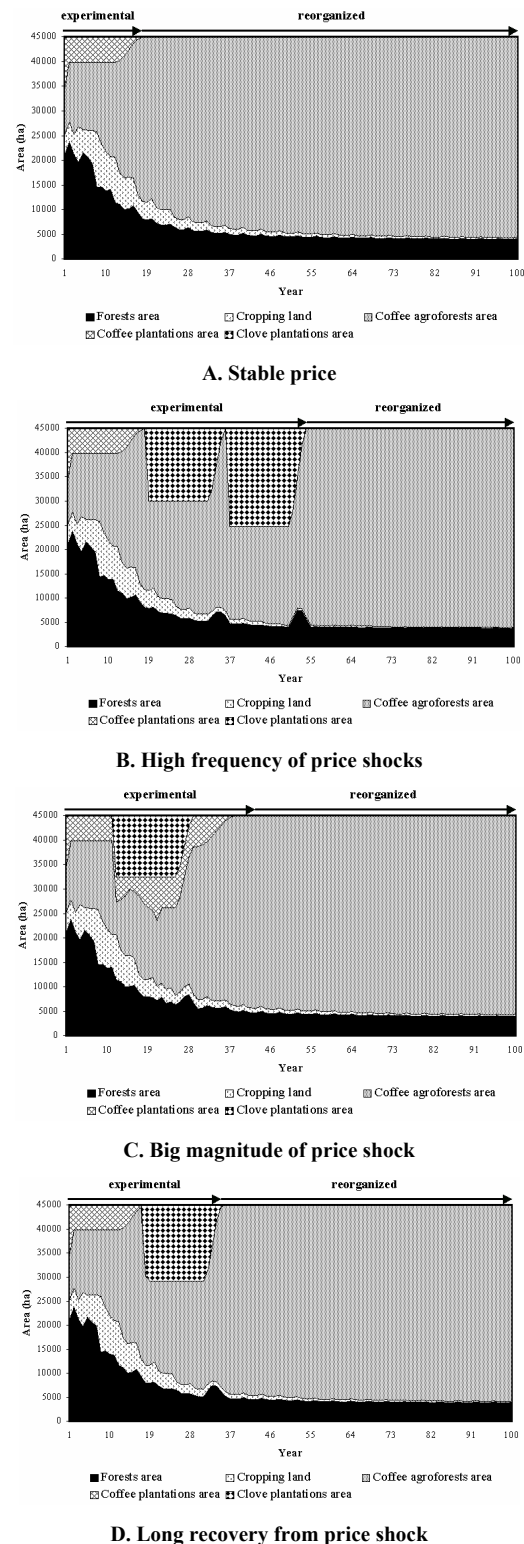 experimental reorganized
45000
40000
35000
30000
25000
20000
15000
10000
5000
0
Area (ha)
1 10 19 28 37 46 55 64 73 82 91 100
Year
Forests area Cropping land Coffee agroforests area
Coffee plantations area Clove plantations area
A. Stable price
experimental reorganized
45000
40000
35000
30000
25000
20000
15000
10000
5000
0
Area (ha)
1 10 19 28 37 46 55 64 73 82 91 100
Year
Forests area Cropping land Coffee agroforests area
Coffee plantations area Clove plantations area
B. High frequency of price shocks
experimental reorganized
45000
40000
35000
30000
25000
20000
15000
10000
5000
0
Area (ha)
1 10 19 28 37 46 55 64 73 82 91 100
Year
Forests area Cropping land Coffee agroforests area
Coffee plantations area Clove plantations area
C. Big magnitude of price shock
experimental reorganized
45000
40000
35000
30000
25000
20000
15000
10000
5000
0
Area (ha)
1 10 19 28 37 46 55 64 73 82 91 100
Year
Forests area Cropping land Coffee agroforests area
Coffee plantations area Clove plantations area
D. Long recovery from price shock